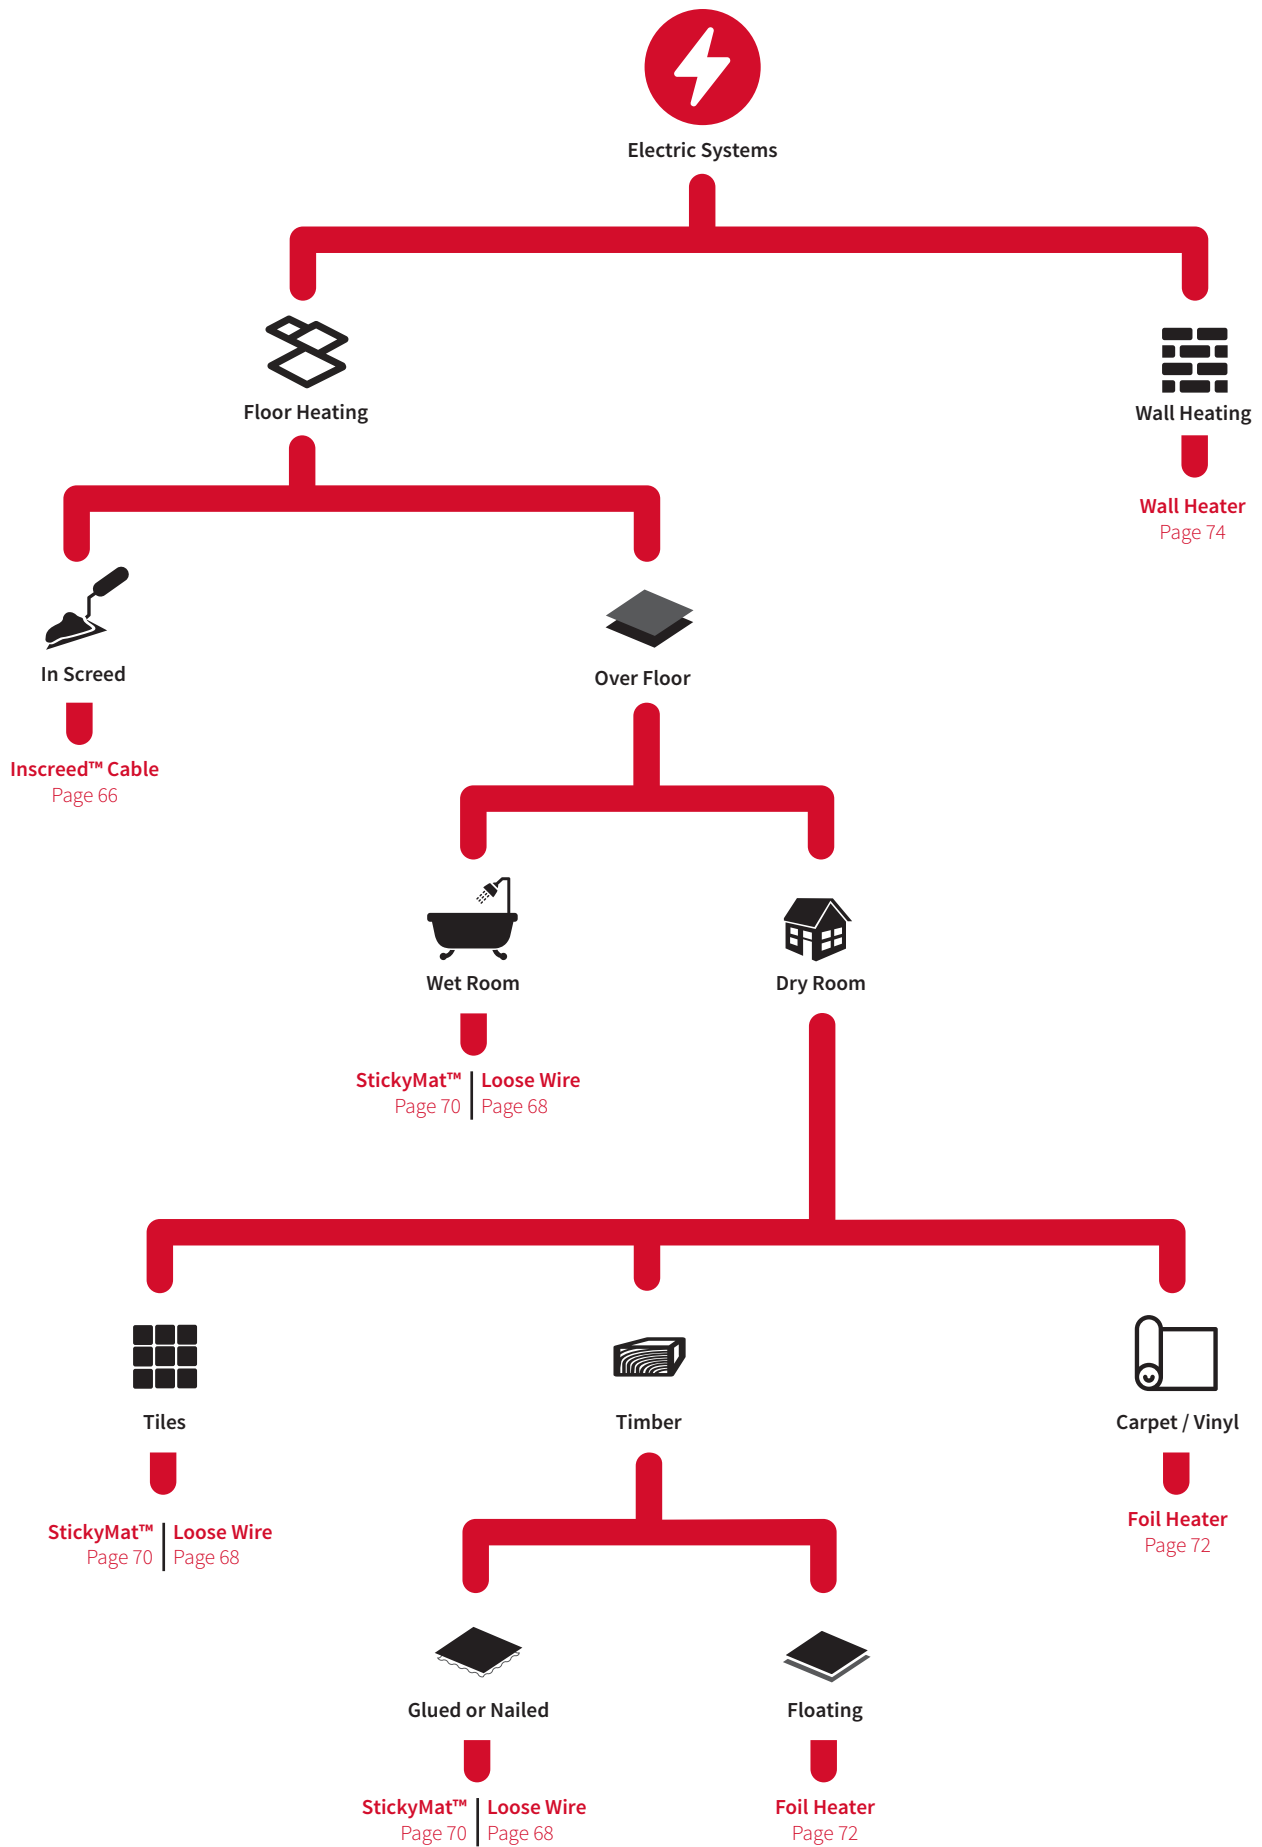 Electric Systems
Floor Heating
Wall Heating
Wall Heater
Page 74
In Screed
Over Floor
Inscreed™ Cable
Page 66
Wet Room
Dry Room
StickyMat™ | Loose Wire
Page 70 | Page 68
Tiles
Timber
Carpet / Vinyl
StickyMat™ | Loose Wire
Page 70 | Page 68
Foil Heater
Page 72
Glued or Nailed
Floating
StickyMat™ | Loose Wire
Page 70 | Page 68
Foil Heater
Page 72